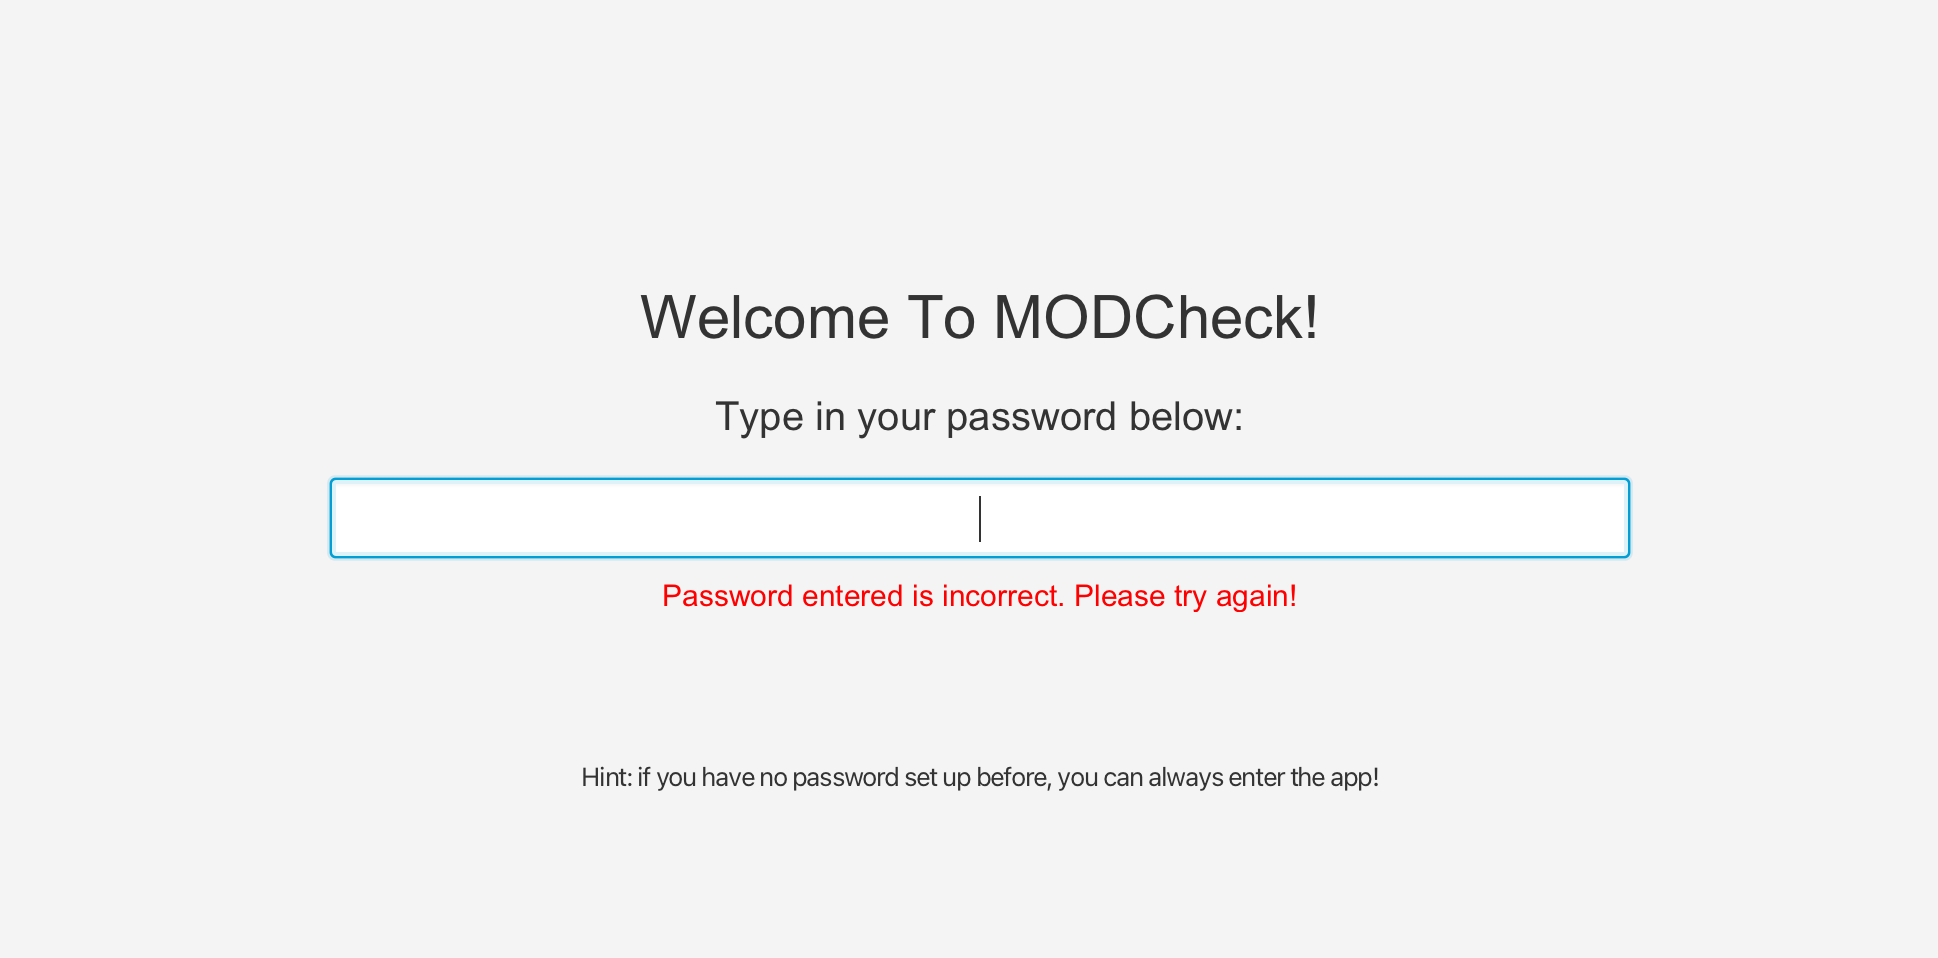 Welcome To MODCheck!
Type in your password below:
Password entered is incorrect. Please try again!
Hint: if you have no password set up before, you can always enter the app!